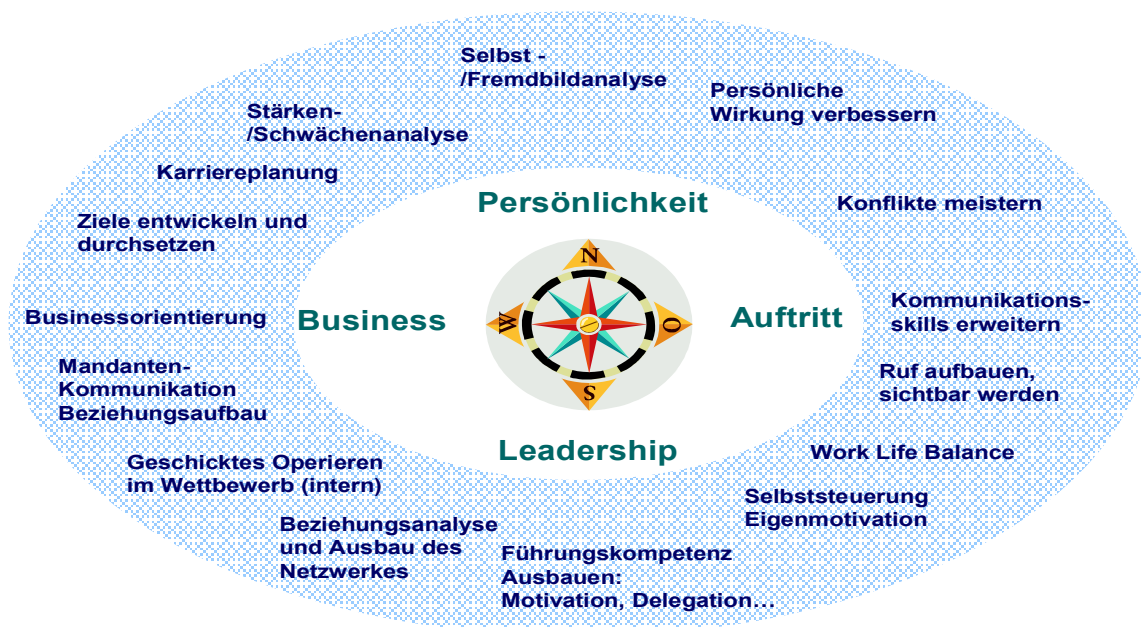 Selbst -
/Fremdbildanalyse
Persönliche
Wirkung verbessern
Stärken-
/Schwächenanalyse
Karriereplanung
Konflikte meistern
Ziele entwickeln und
durchsetzen
Persönlichkeit
N
W
O
S
Business
Auftritt
Leadership
Businessorientierung
Kommunikations-
skills erweitern
Mandanten-
Kommunikation
Beziehungsaufbau
Ruf aufbauen,
sichtbar werden
Geschicktes Operieren
im Wettbewerb (intern)
Work Life Balance
Selbststeuerung
Eigenmotivation
Beziehungsanalyse
und Ausbau des
Netzwerkes
Führungskompetenz
Ausbauen:
Motivation, Delegation…